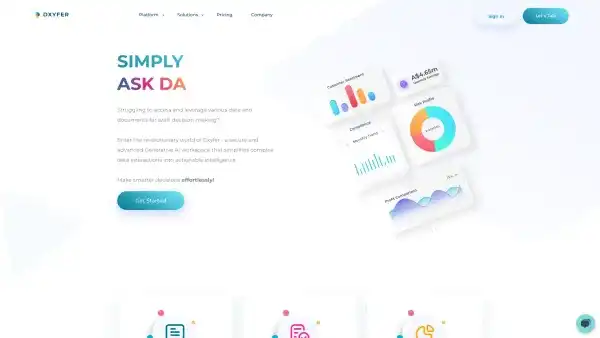 DXYFER
Platform
Solutions
Pricing
Company
Sign In
Let's Talk
SIMPLY
ASK DA
Struggling to access and leverage various data and
documents for swift decision making?
Enter the revolutionary world of Dxyfer - a secure and
advanced Generative AI workspace that simplifies complex
data extractions into actionable intelligence.
Make smarter decisions effortlessly!
Get Started
Customer Sentiment
A$4.65m
Risk Profile
Compliance
Monthly Trend
Profit Comparison